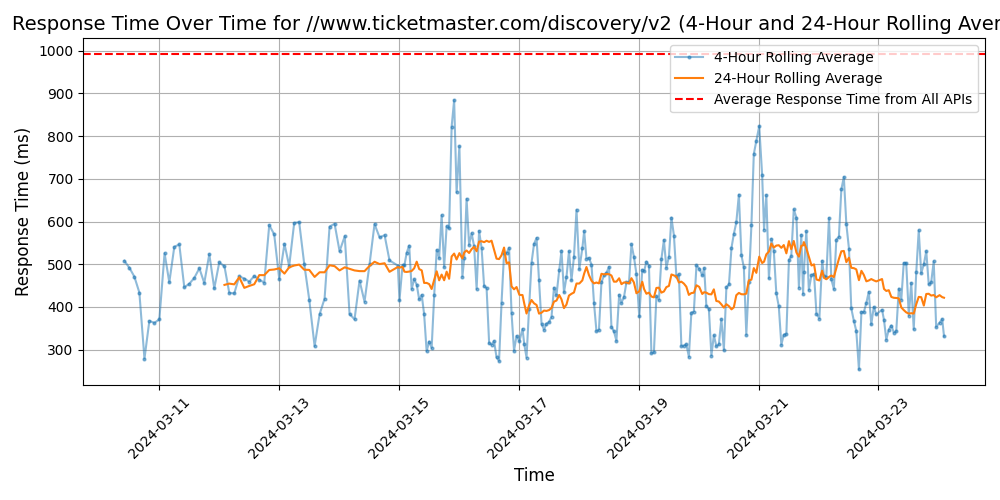 Response Time Over Time for //www.ticketmaster.com/discovery/v2 (4-Hour and 24-Hour Rolling Aver
4-Hour Rolling Average
24-Hour Rolling Average
Average Response Time from All APIs
Response Time (ms)
1000
900
800
700
600
500
400
300
2024-03-11
2024-03-13
2024-03-15
2024-03-17
2024-03-19
2024-03-21
2024-03-23
Time